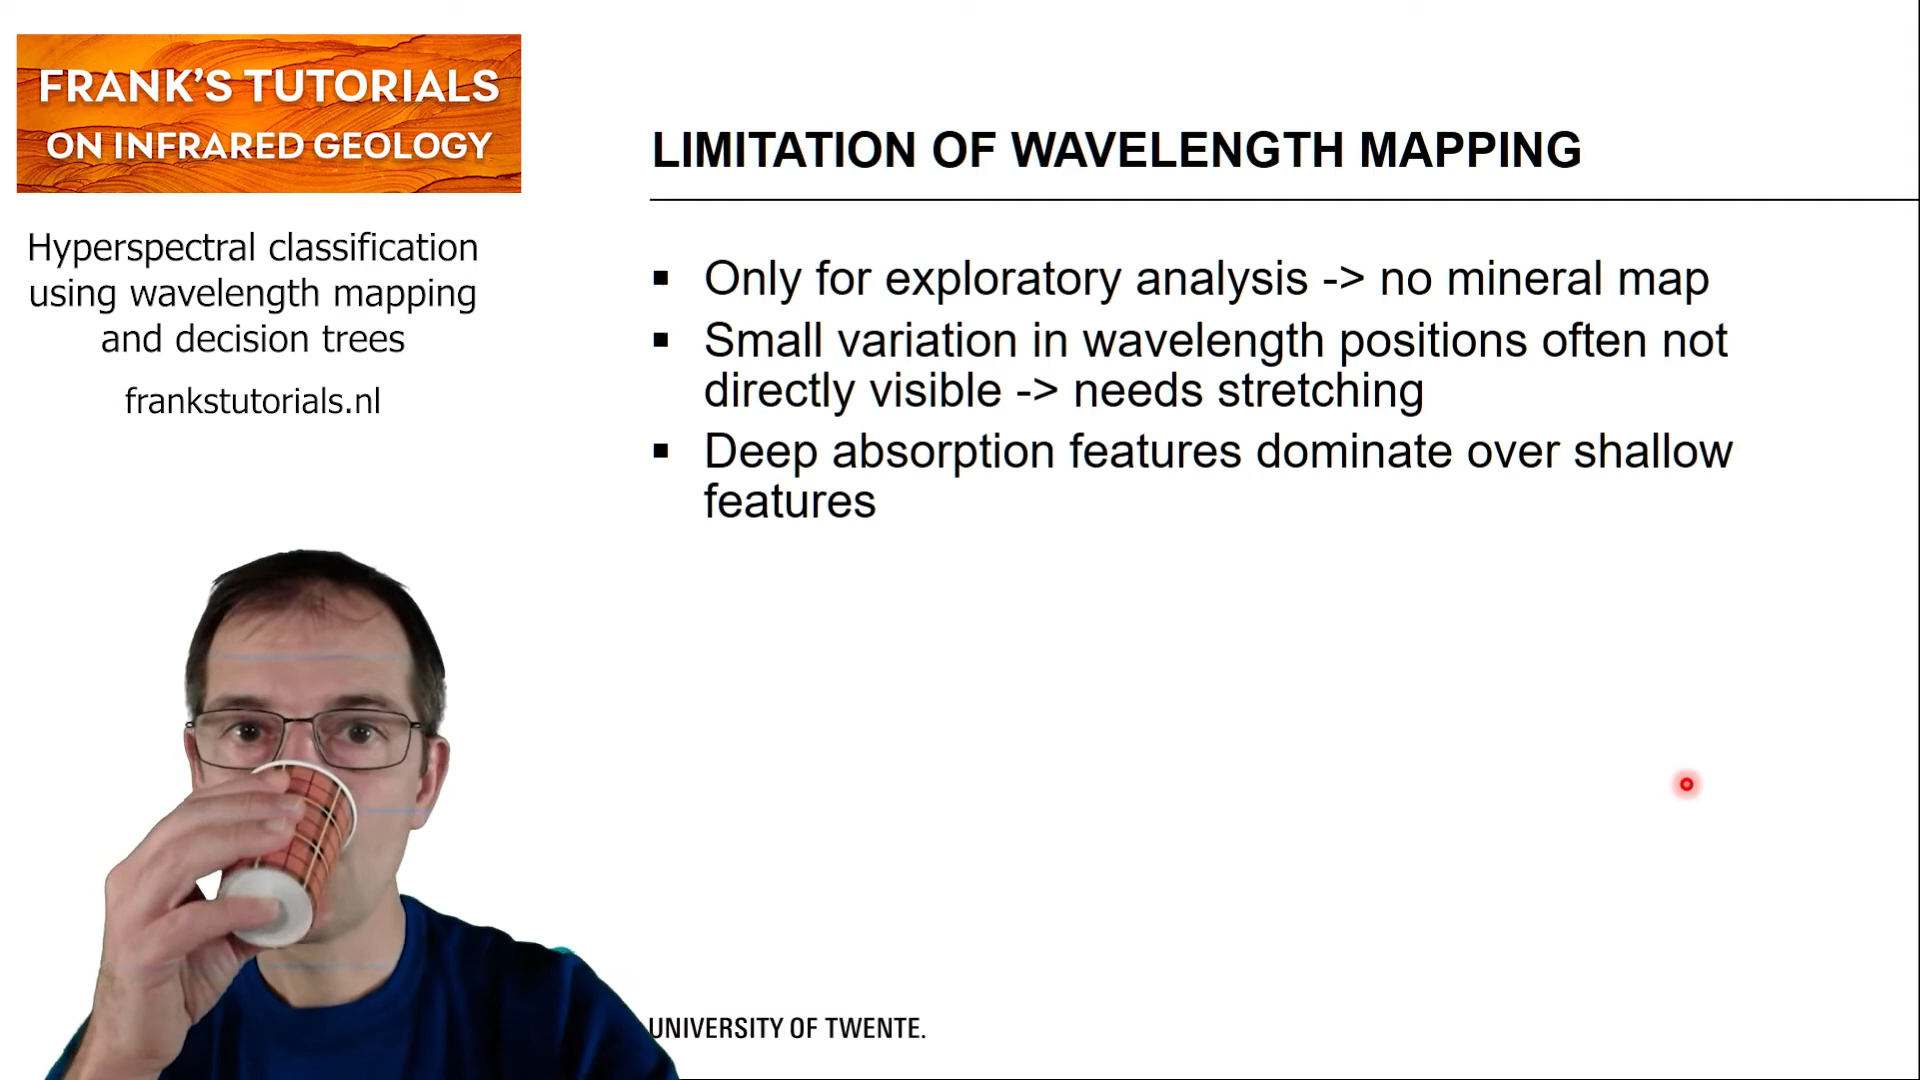 FRANK'S TUTORIALS
ON INFRARED GEOLOGY
Hyperspectral classification
using wavelength mapping
and decision trees
frankstutorials.nl
LIMITATION OF WAVELENGTH MAPPING
▪ Only for exploratory analysis -> no mineral map
▪ Small variation in wavelength positions often not
directly visible -> needs stretching
▪ Deep absorption features dominate over shallow
features
UNIVERSITY OF TWENTE.